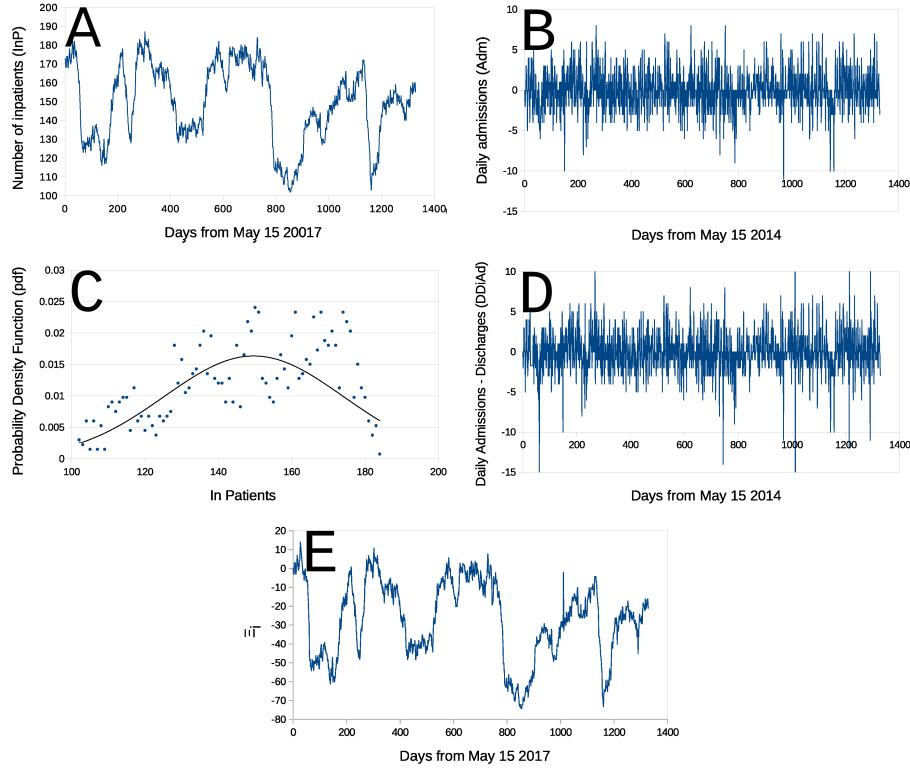 A
Number of inpatients (InP)
200
190
180
170
160
150
140
130
120
110
100
0 200 400 600 800 1000 1200 1400
Days from May 15 20017
B
Daily admissions (Adm)
10
5
0
-5
-10
-15
0 200 400 600 800 1000 1200 1400
Days from May 15 2014
C
Probability Density Function (pdf)
0.03
0.025
0.02
0.015
0.01
0.005
0
100 120 140 160 180 200
In Patients
D
Daily Admissions - Discharges (DDiAd)
10
5
0
-5
-10
-15
0 200 400 600 800 1000 1200 1400
Days from May 15 2014
E
Ξi
20
10
0
-10
-20
-30
-40
-50
-60
-70
-80
0 200 400 600 800 1000 1200 1400
Days from May 15 2017